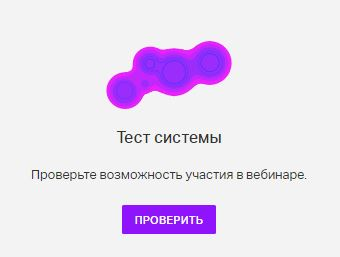 Тест системы
Проверьте возможность участия в вебинаре.
ПРОВЕРИТЬ